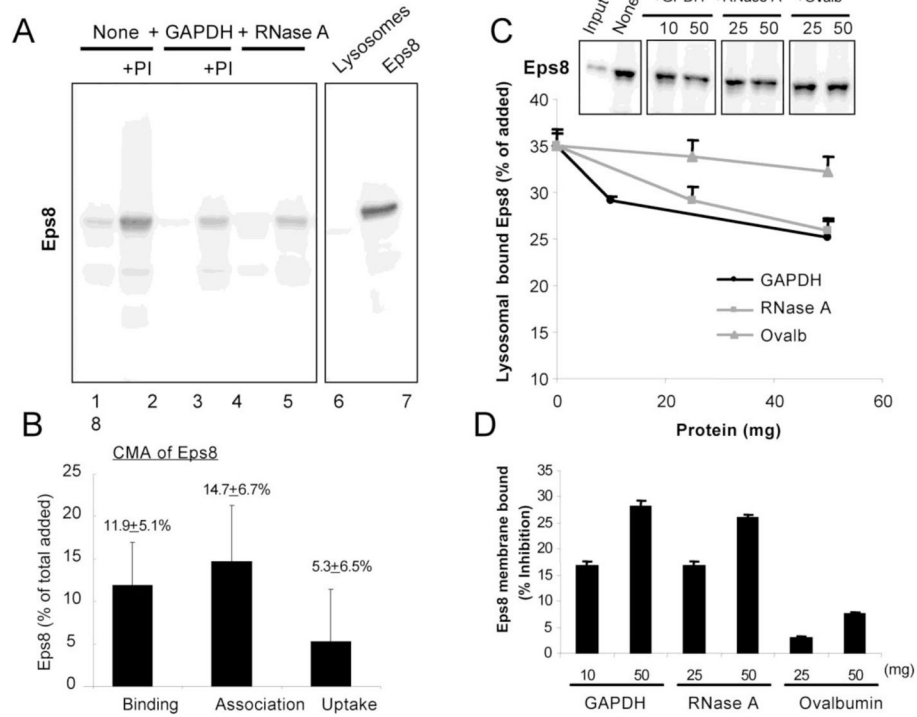 A
None + GAPDH + RNase A
+PI +PI
Lysosomes
Eps8
Eps8
1 2 3 4 5 6 7
8
B
CMA of Eps8
Eps8 (% of total added)
25
20
15
10
5
0
11.9±5.1%
14.7±6.7%
5.3±6.5%
Binding Association Uptake
C
Input
None
10 50 25 50 25 50
Eps8
Lysosomal bound Eps8 (% of added)
40
35
30
25
30
15
10
GAPDH
RNase A
Ovalb
0 20 40 60
Protein (mg)
D
Eps8 membrane bound
(% Inhibition)
35
30
25
20
15
10
5
0
10 50 25 50 25 50 (mg)
GAPDH RNase A Ovalbumin